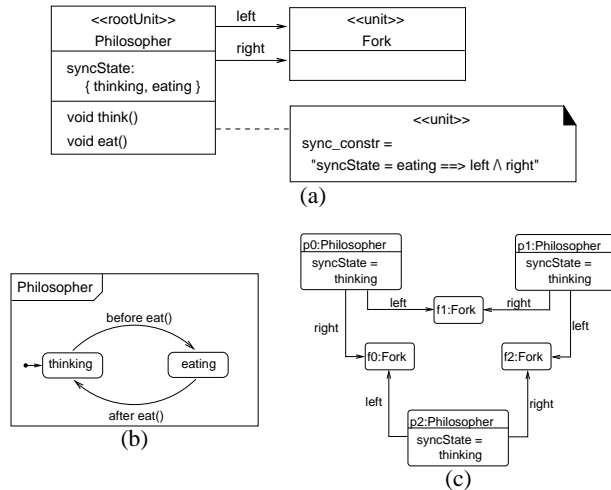 <<rootUnit>>
Philosopher
syncState:
{ thinking, eating }
void think()
void eat()
left
right
<<unit>>
Fork
<<unit>>
sync_constr =
"syncState = eating ==> left /\ right"
(a)
Philosopher
before eat()
thinking
eating
after eat()
(b)
p0:Philosopher
syncState =
thinking
p1:Philosopher
syncState =
thinking
left
right
f1:Fork
right
left
f0:Fork
f2:Fork
left
right
p2:Philosopher
syncState =
thinking
(c)